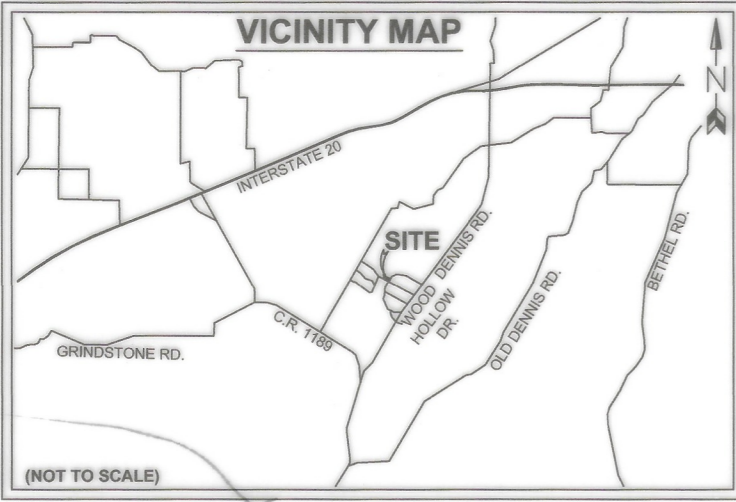 VICINITY MAP
N
INTERSTATE 20
SITE
WOOD HOLLOW DR.
DENNIS RD.
BETHEL RD.
OLD DENNIS RD.
C.R. 1189
GRINDSTONE RD.
(NOT TO SCALE)